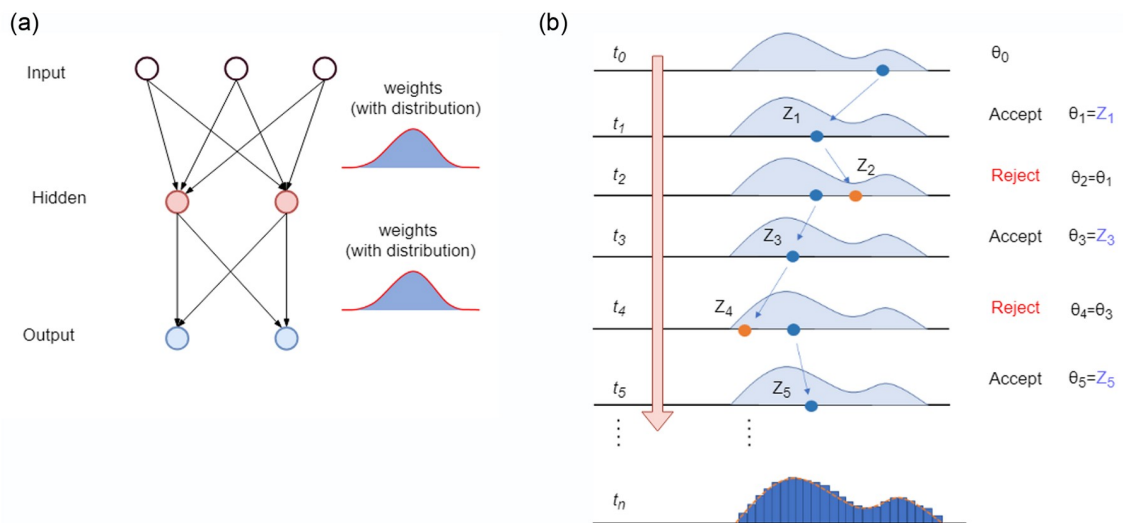 (a)
Input
weights
(with distribution)
Hidden
weights
(with distribution)
Output
(b)
t0 θ0
t1 Z1 Accept θ1=Z1
t2 Z2 Reject θ2=θ1
t3 Z3 Accept θ3=Z3
t4 Z4 Reject θ4=θ3
t5 Z5 Accept θ5=Z5
tn